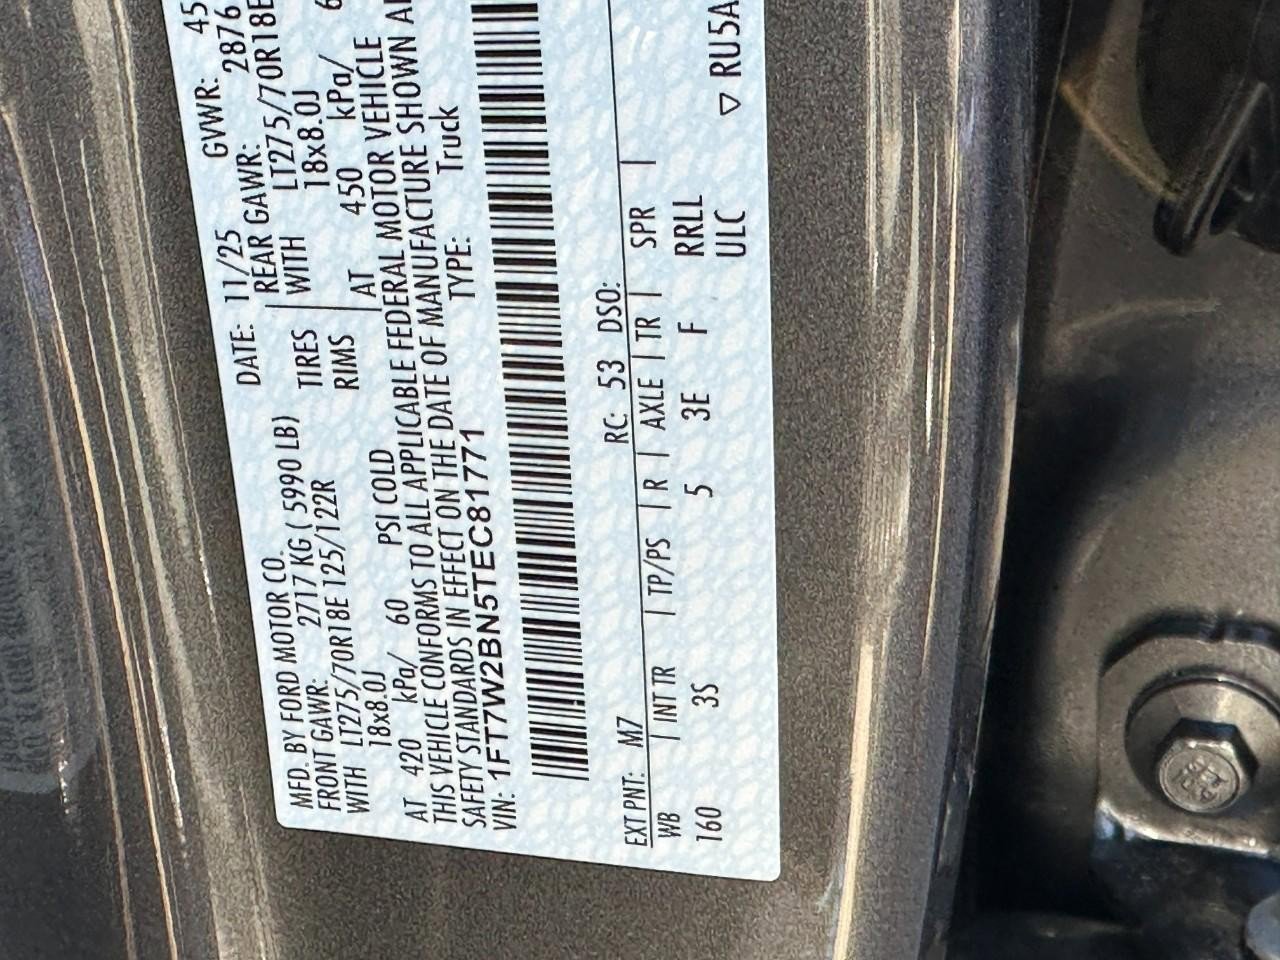 MFD. BY FORD MOTOR CO.
DATE: 11/25 GVWR: 45
FRONT GAWR: 2717 KG ( 5990 LB)
REAR GAWR: 2876
WITH LT275/70R18E 125/122R
TIRES
WITH LT275/70R18E
18x8.0J
RIMS
18x8.0J
AT 420 kPa/ 60 PSI COLD
AT 450 kPa/ 6
THIS VEHICLE CONFORMS TO ALL APPLICABLE FEDERAL MOTOR VEHICLE
SAFETY STANDARDS IN EFFECT ON THE DATE OF MANUFACTURE SHOWN
VIN: 1FT7W2BN5TEC81771
TYPE: Truck
EXT PNT: M7 RC: 53 DSO:
WB | INT TR | TP/PS | R | AXLE | TR | SPR |
160 3S 5 3E F RRLL
ULC ▽ RU5A